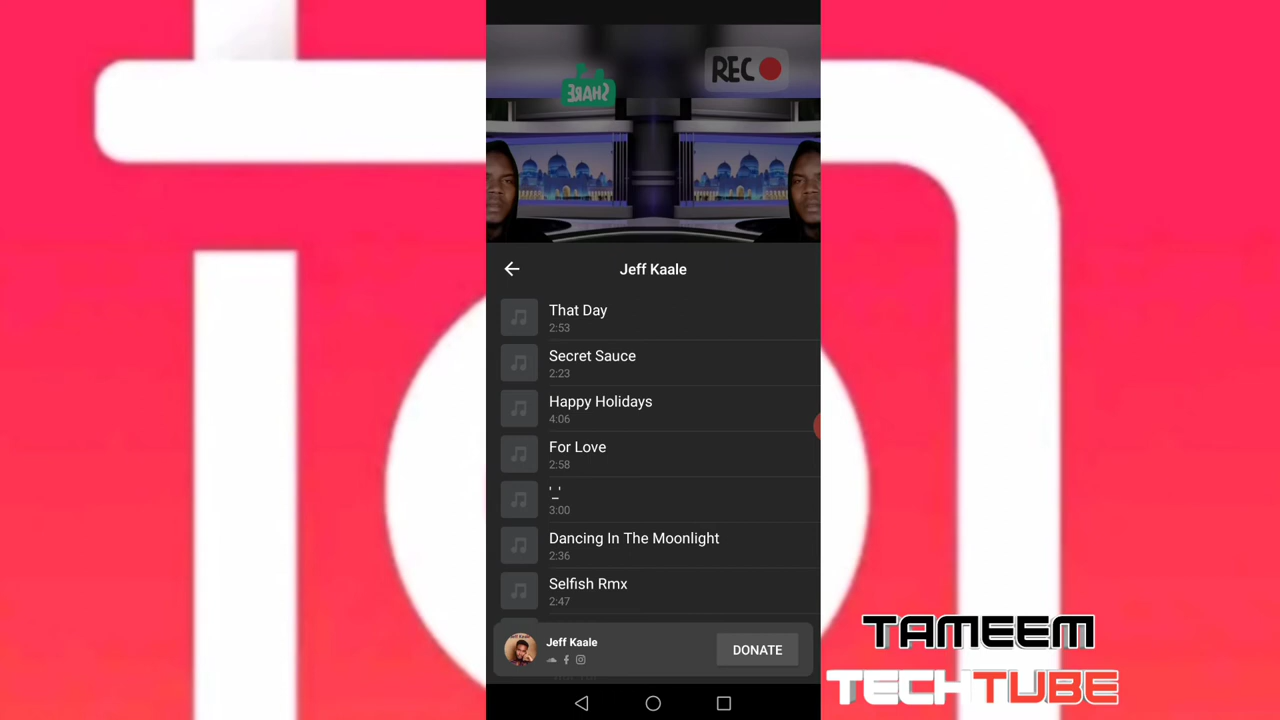 REC
SHARE
Jeff Kaale
That Day
2:53
Secret Sauce
2:23
Happy Holidays
4:06
For Love
2:58
'_'
3:00
Dancing In The Moonlight
2:36
Selfish Rmx
2:47
Jeff Kaale
DONATE
TAMEEM
TECHTUBE